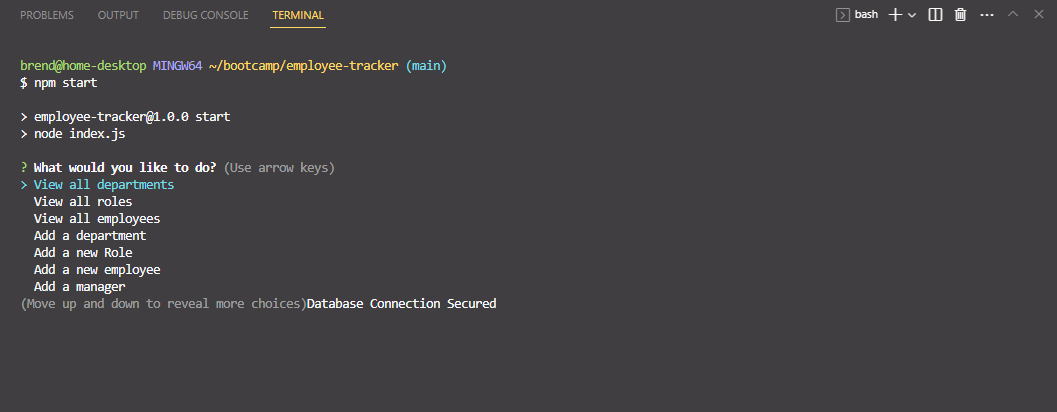 PROBLEMS OUTPUT DEBUG CONSOLE TERMINAL bash
brend@home-desktop MINGW64 ~/bootcamp/employee-tracker (main)
$ npm start
> employee-tracker@1.0.0 start
> node index.js
? What would you like to do? (Use arrow keys)
> View all departments
View all roles
View all employees
Add a department
Add a new Role
Add a new employee
Add a manager
(Move up and down to reveal more choices)Database Connection Secured